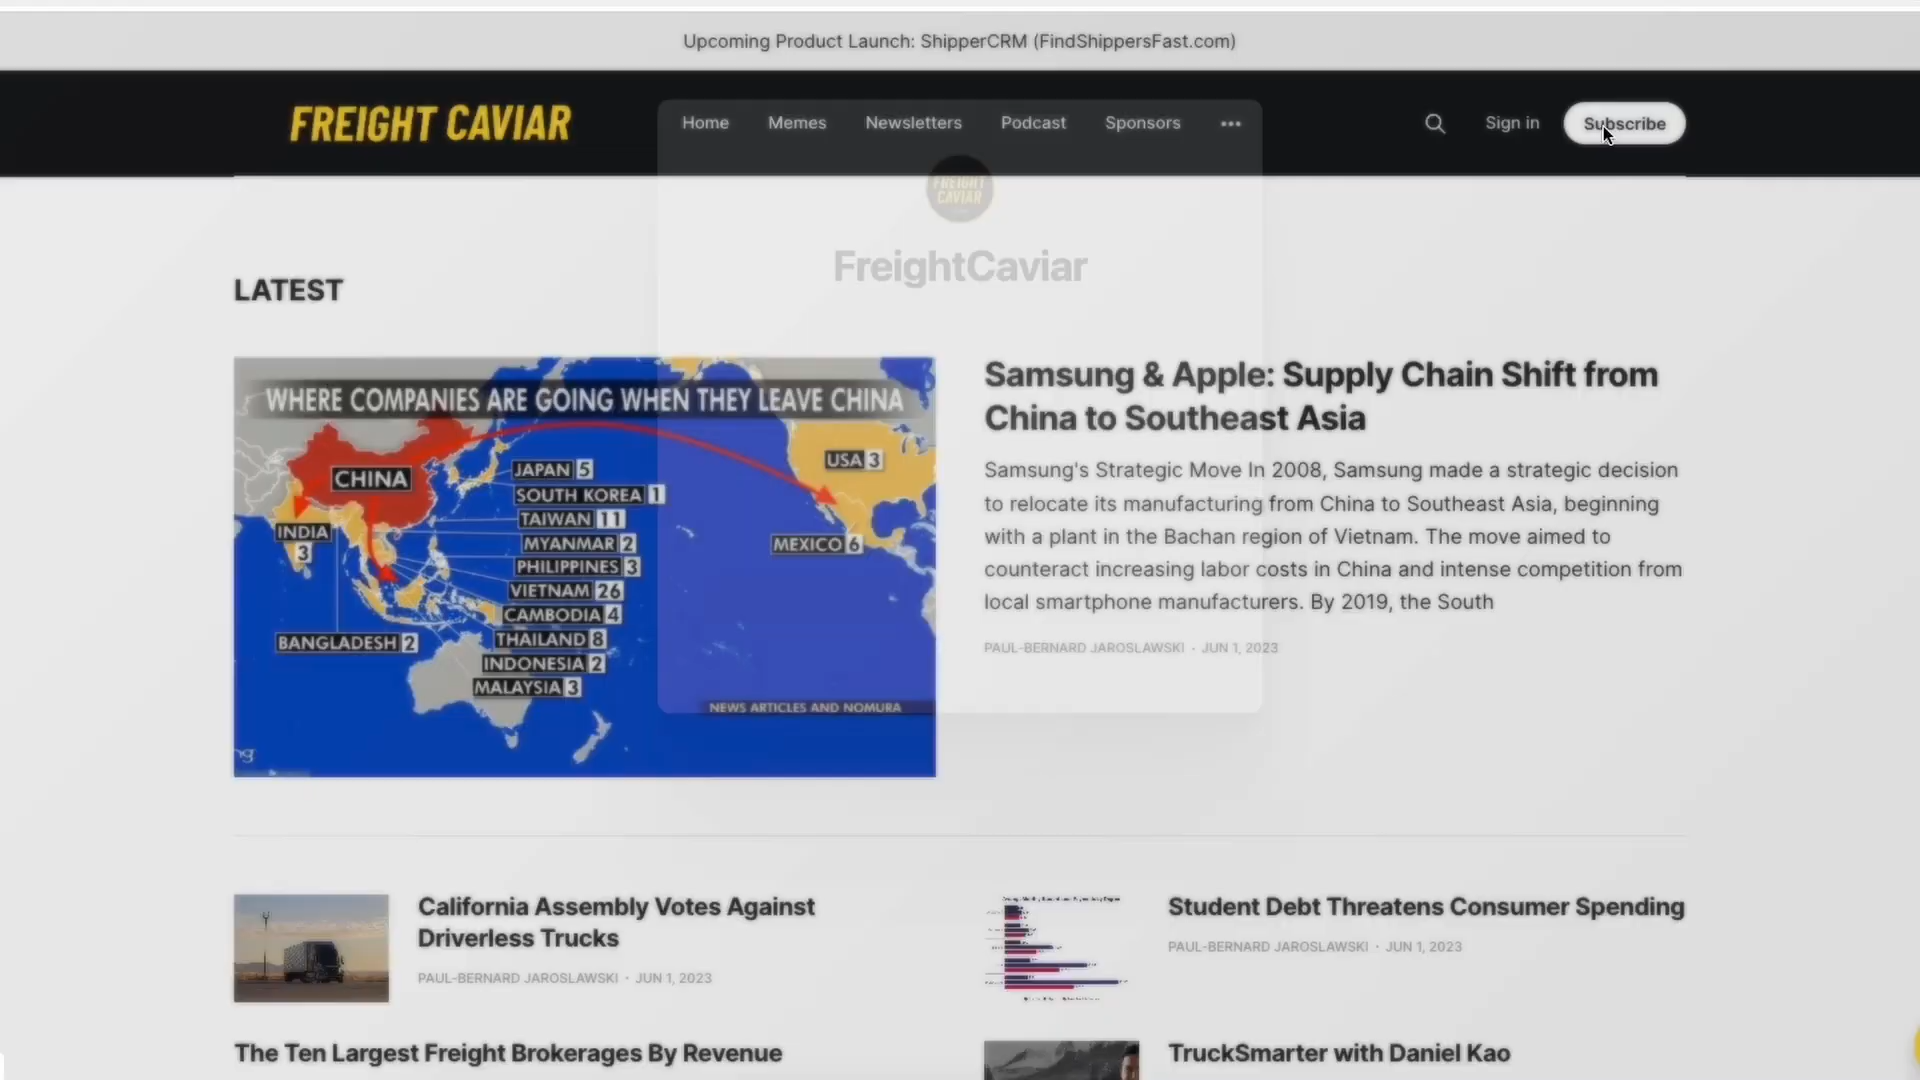 Upcoming Product Launch: ShipperCRM (FindShippersFast.com)
FREIGHT CAVIAR
Home
Memes
Newsletters
Podcast
Sponsors
Sign in
Subscribe
FREIGHT
CAVIAR
FreightCaviar
LATEST
WHERE COMPANIES ARE GOING WHEN THEY LEAVE CHINA
CHINA
JAPAN 5
SOUTH KOREA 1
TAIWAN 11
MYANMAR 2
PHILIPPINES 3
VIETNAM 26
CAMBODIA 4
THAILAND 8
INDONESIA 2
MALAYSIA 3
INDIA
3
BANGLADESH 2
USA 3
MEXICO 6
NEWS ARTICLES AND NOMURA
Samsung & Apple: Supply Chain Shift from
China to Southeast Asia
Samsung's Strategic Move In 2008, Samsung made a strategic decision
to relocate its manufacturing from China to Southeast Asia, beginning
with a plant in the Bachan region of Vietnam. The move aimed to
counteract increasing labor costs in China and intense competition from
local smartphone manufacturers. By 2019, the South
PAUL-BERNARD JAROSLAWSKI · JUN 1, 2023
California Assembly Votes Against
Driverless Trucks
PAUL-BERNARD JAROSLAWSKI · JUN 1, 2023
Student Debt Threatens Consumer Spending
PAUL-BERNARD JAROSLAWSKI · JUN 1, 2023
The Ten Largest Freight Brokerages By Revenue
TruckSmarter with Daniel Kao